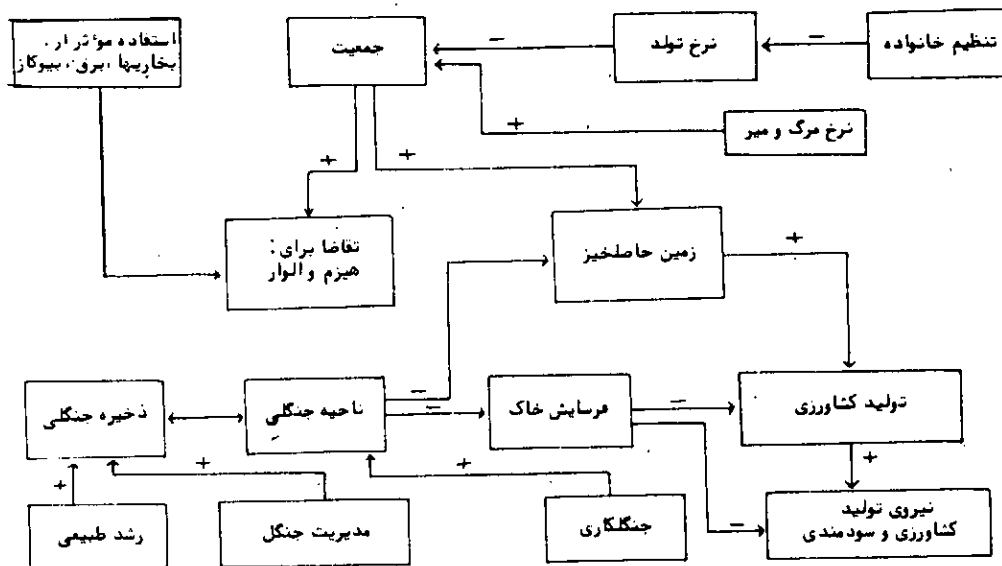 استفاده مؤثر از،
بخاریها، برق، بیوگاز
جمعیت
−
نرخ تولد
−
تنظیم خانواده
+
نرخ مرگ و میر
+
+
تقاضا برای:
هیزم والوار
زمین حاصلخیز
+
ذخیره جنگلی
ناحیه جنگلی
−
−
فرسایش خاک
−
تولید کشاورزی
+
+
+
+
−
رشد طبیعی
مدیریت جنگل
جنگلکاری
نیروی تولید
کشاورزی و سودمندی